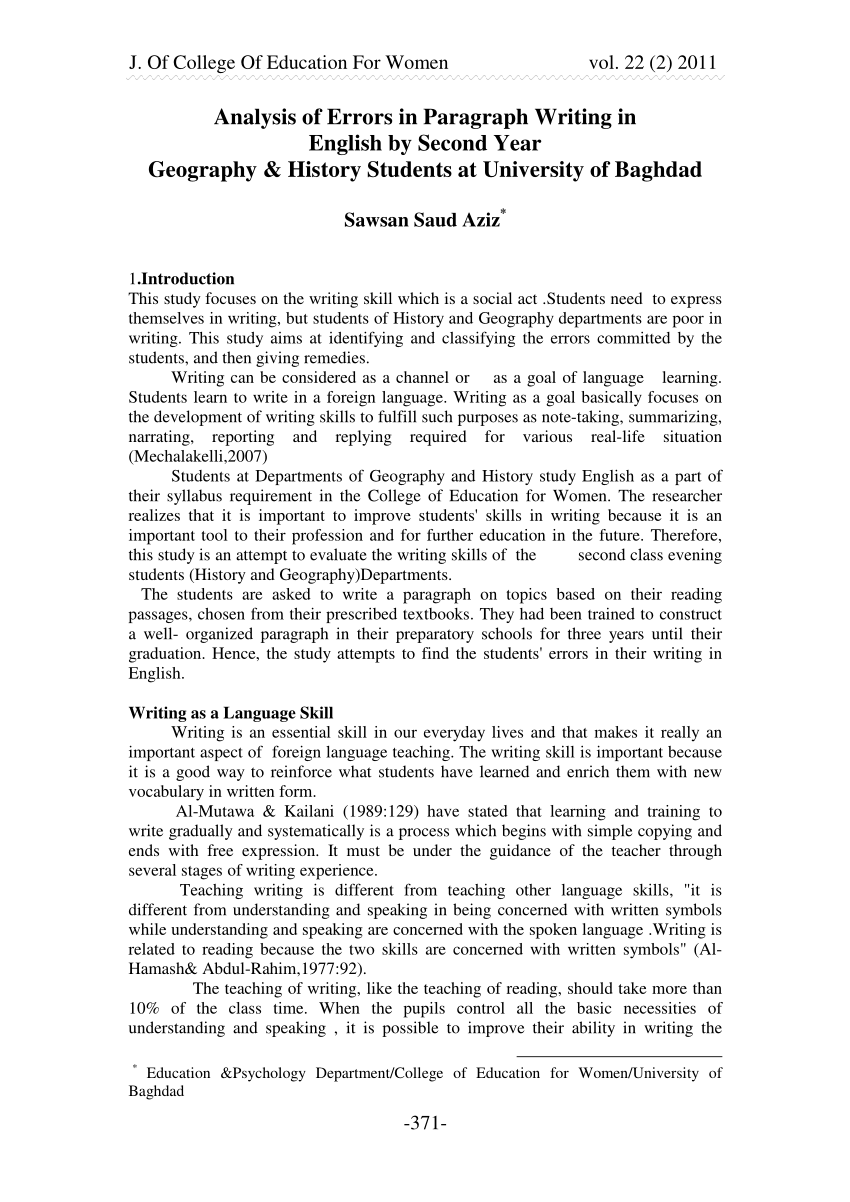 J. Of College Of Education For Women vol. 22 (2) 2011
Analysis of Errors in Paragraph Writing in
English by Second Year
Geography & History Students at University of Baghdad
Sawsan Saud Aziz*
1.Introduction
This study focuses on the writing skill which is a social act .Students need to express
themselves in writing, but students of History and Geography departments are poor in
writing. This study aims at identifying and classifying the errors committed by the
students, and then giving remedies.
Writing can be considered as a channel or as a goal of language learning.
Students learn to write in a foreign language. Writing as a goal basically focuses on
the development of writing skills to fulfill such purposes as note-taking, summarizing,
narrating, reporting and replying required for various real-life situation
(Mechalakelli,2007)
Students at Departments of Geography and History study English as a part of
their syllabus requirement in the College of Education for Women. The researcher
realizes that it is important to improve students' skills in writing because it is an
important tool to their profession and for further education in the future. Therefore,
this study is an attempt to evaluate the writing skills of the second class evening
students (History and Geography)Departments.
The students are asked to write a paragraph on topics based on their reading
passages, chosen from their prescribed textbooks. They had been trained to construct
a well- organized paragraph in their preparatory schools for three years until their
graduation. Hence, the study attempts to find the students' errors in their writing in
English.
Writing as a Language Skill
Writing is an essential skill in our everyday lives and that makes it really an
important aspect of foreign language teaching. The writing skill is important because
it is a good way to reinforce what students have learned and enrich them with new
vocabulary in written form.
Al-Mutawa & Kailani (1989:129) have stated that learning and training to
write gradually and systematically is a process which begins with simple copying and
ends with free expression. It must be under the guidance of the teacher through
several stages of writing experience.
Teaching writing is different from teaching other language skills, "it is
different from understanding and speaking in being concerned with written symbols
while understanding and speaking are concerned with the spoken language .Writing is
related to reading because the two skills are concerned with written symbols" (Al-
Hamash& Abdul-Rahim,1977:92).
The teaching of writing, like the teaching of reading, should take more than
10% of the class time. When the pupils control all the basic necessities of
understanding and speaking , it is possible to improve their ability in writing the
* Education &Psychology Department/College of Education for Women/University of
Baghdad
-371-